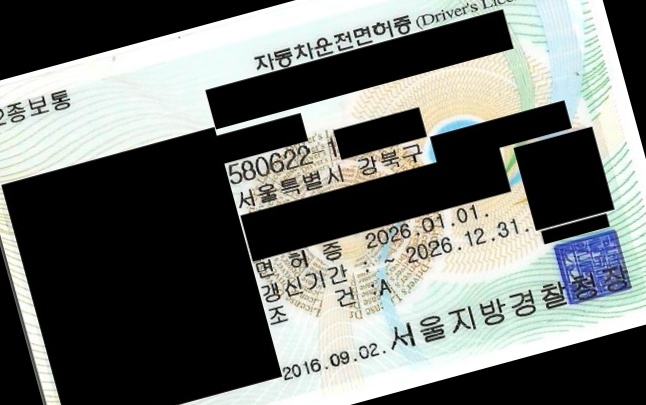 자동차운전면허증 (Driver's Lice
2종보통
580622 1
서울특별시 강북구
면 허 증 2026.01.01.
갱신기간 : ~ 2026.12.31.
조 건 :A
2016.09.02. 서울지방경찰청장